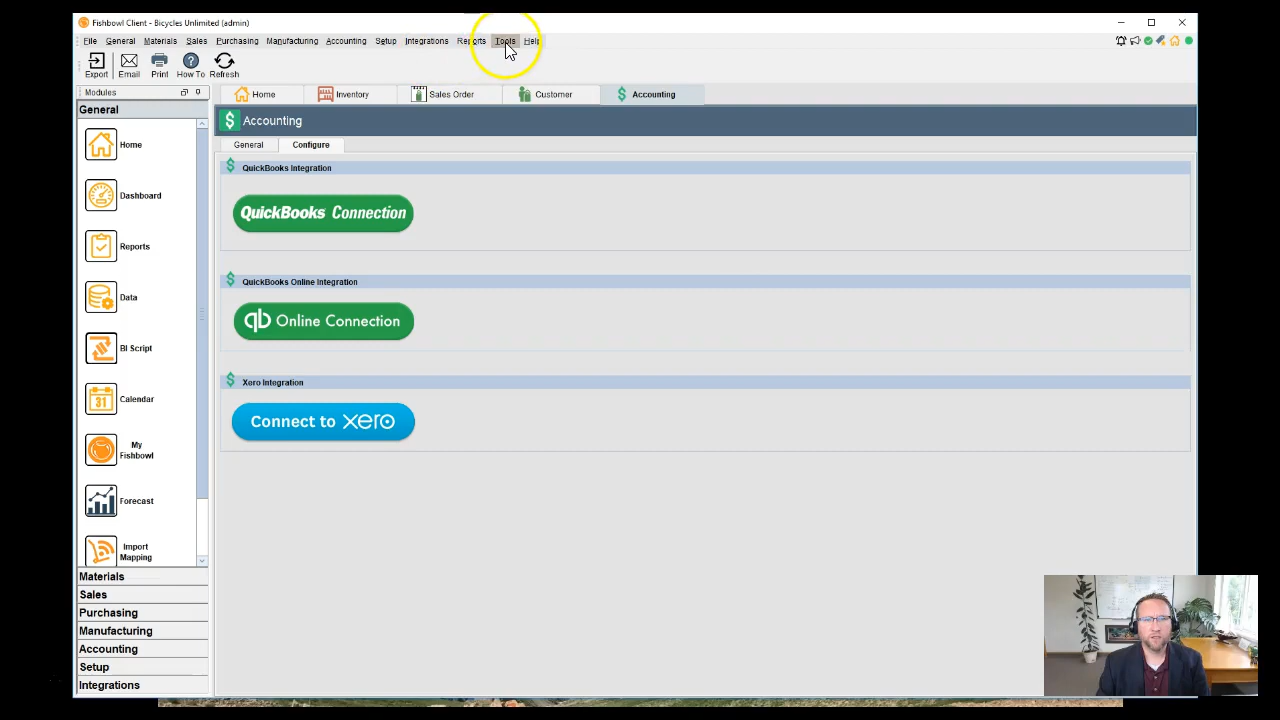 Fishbowl Client - Bicycles Unlimited (admin)
File General Materials Sales Purchasing Manufacturing Accounting Setup Integrations Reports Tools Help
Export Email Print How To Refresh
Modules
General
Home
Dashboard
Reports
Data
BI Script
31
Calendar
My
Fishbowl
Forecast
Import
Mapping
Materials
Sales
Purchasing
Manufacturing
Accounting
Setup
Integrations
Home Inventory Sales Order Customer $ Accounting
$ Accounting
General Configure
$ QuickBooks Integration
QuickBooks Connection
$ QuickBooks Online Integration
qb Online Connection
$ Xero Integration
Connect to xero